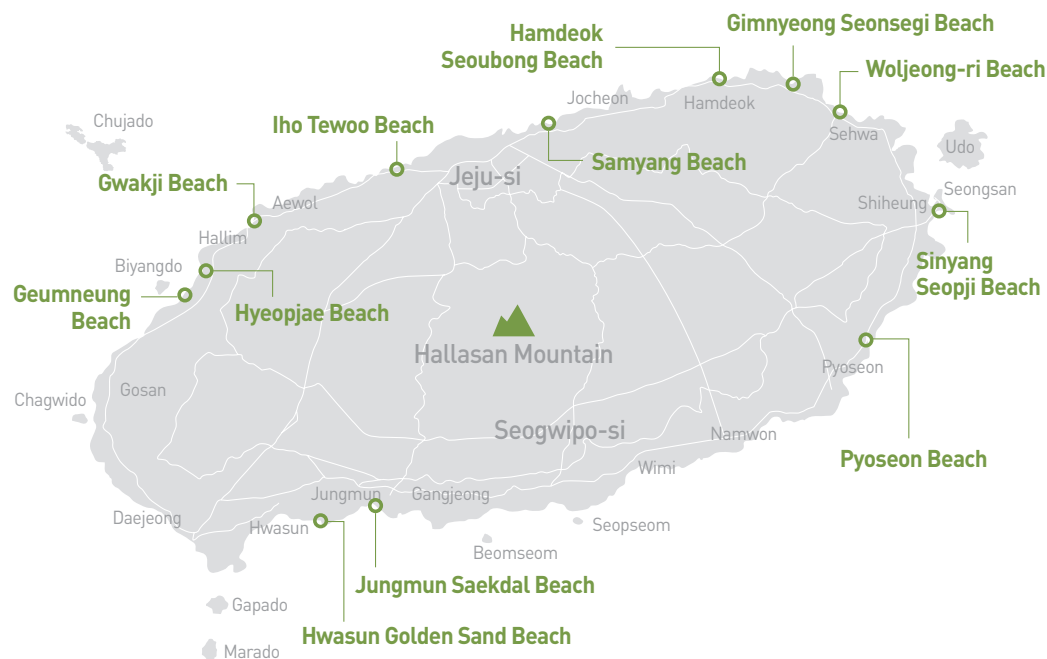 Gimnyeong Seonsegi Beach
Hamdeok
Seoubong Beach
Woljeong-ri Beach
Jocheon
Hamdeok
Chujado
Iho Tewoo Beach
Sehwa
Udo
Samyang Beach
Gwakji Beach
Jeju-si
Seongsan
Aewol
Shiheung
Hallim
Biyangdo
Sinyang
Seopji Beach
Geumneung
Beach
Hyeopjae Beach
Hallasan Mountain
Pyoseon
Gosan
Chagwido
Seogwipo-si
Namwon
Pyoseon Beach
Wimi
Jungmun
Gangjeong
Daejeong
Hwasun
Seopseom
Beomseom
Jungmun Saekdal Beach
Gapado
Hwasun Golden Sand Beach
Marado